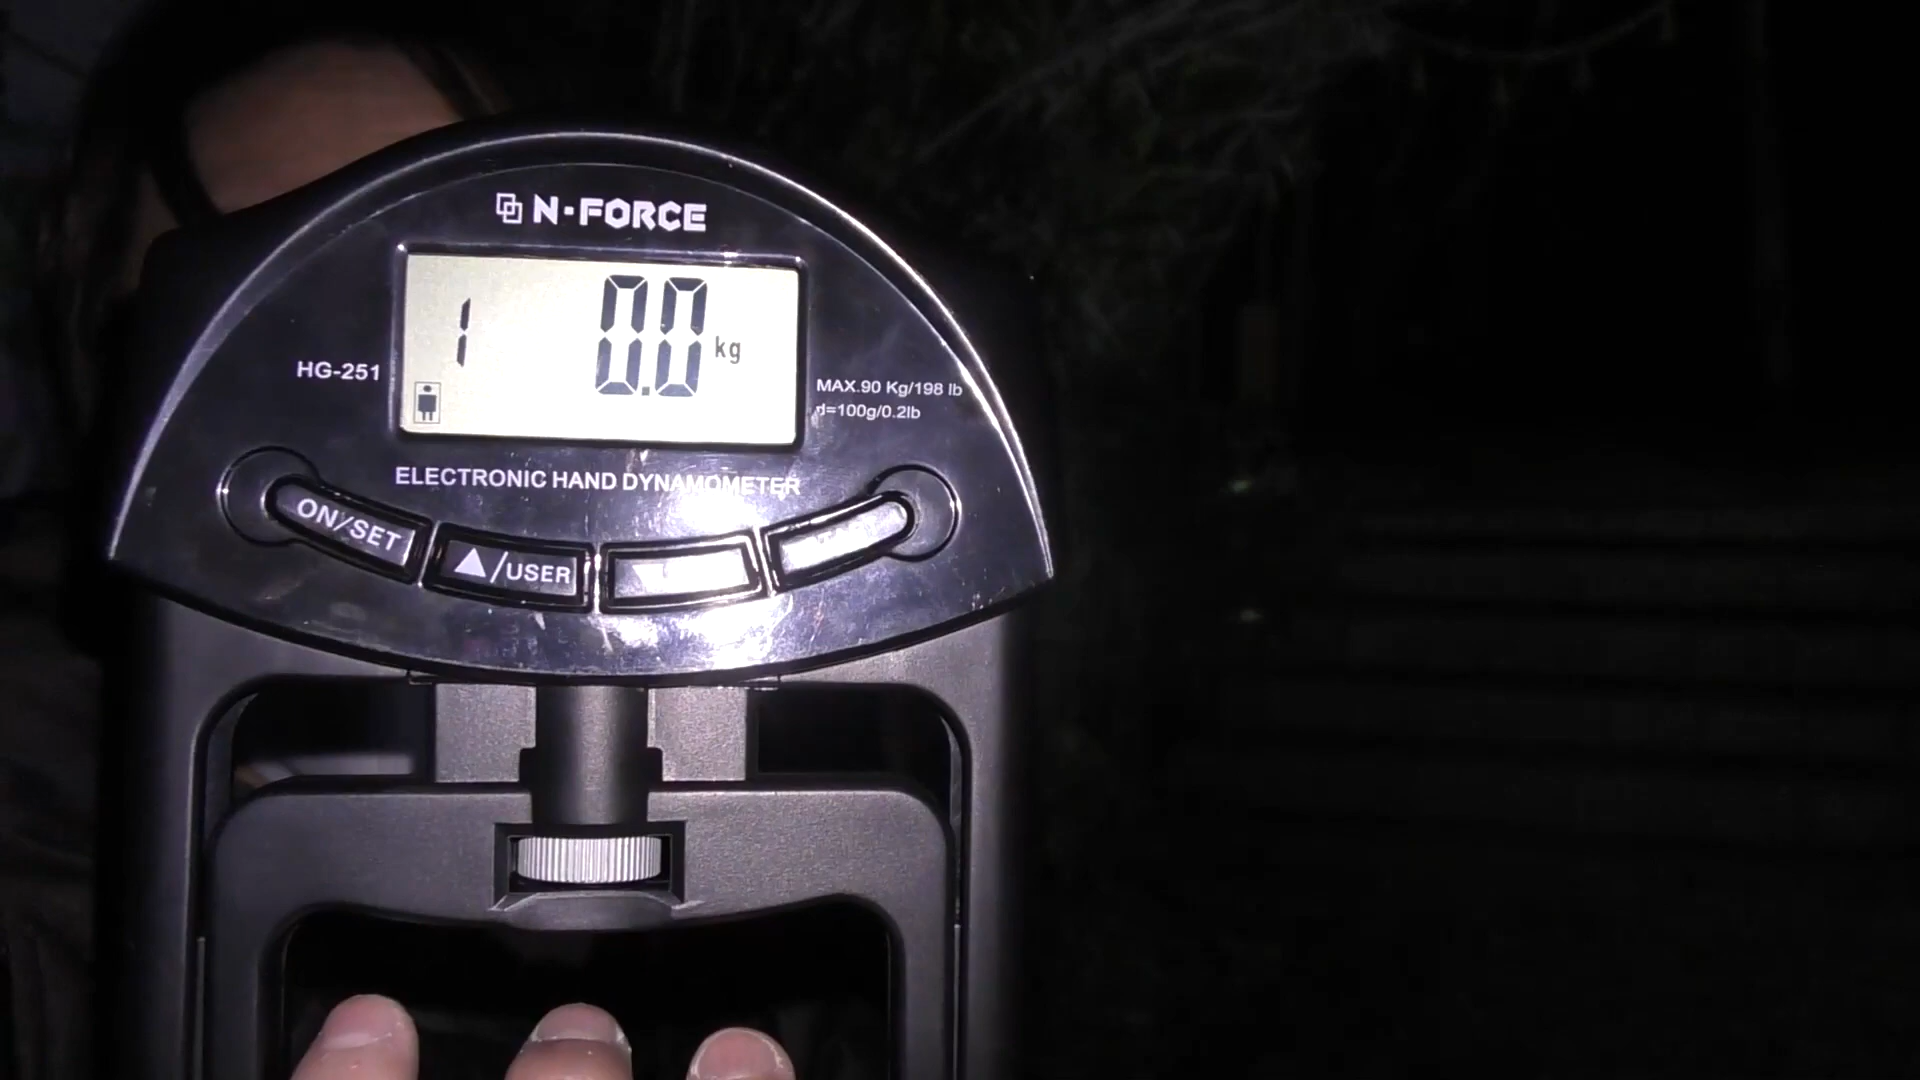 N-FORCE
1 0.0 kg
HG-251
MAX.90 Kg/198 lb
d=100g/0.2lb
ELECTRONIC HAND DYNAMOMETER
ON/SET
▲/USER